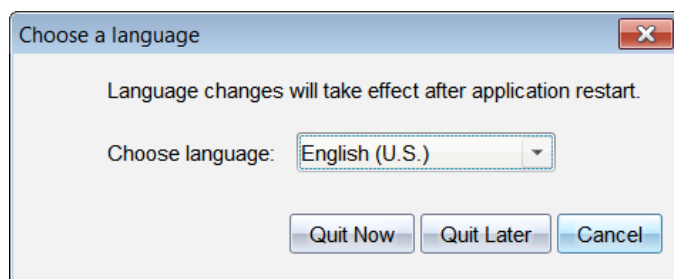 Choose a language
Language changes will take effect after application restart.
Choose language: English (U.S.)
Quit Now Quit Later Cancel